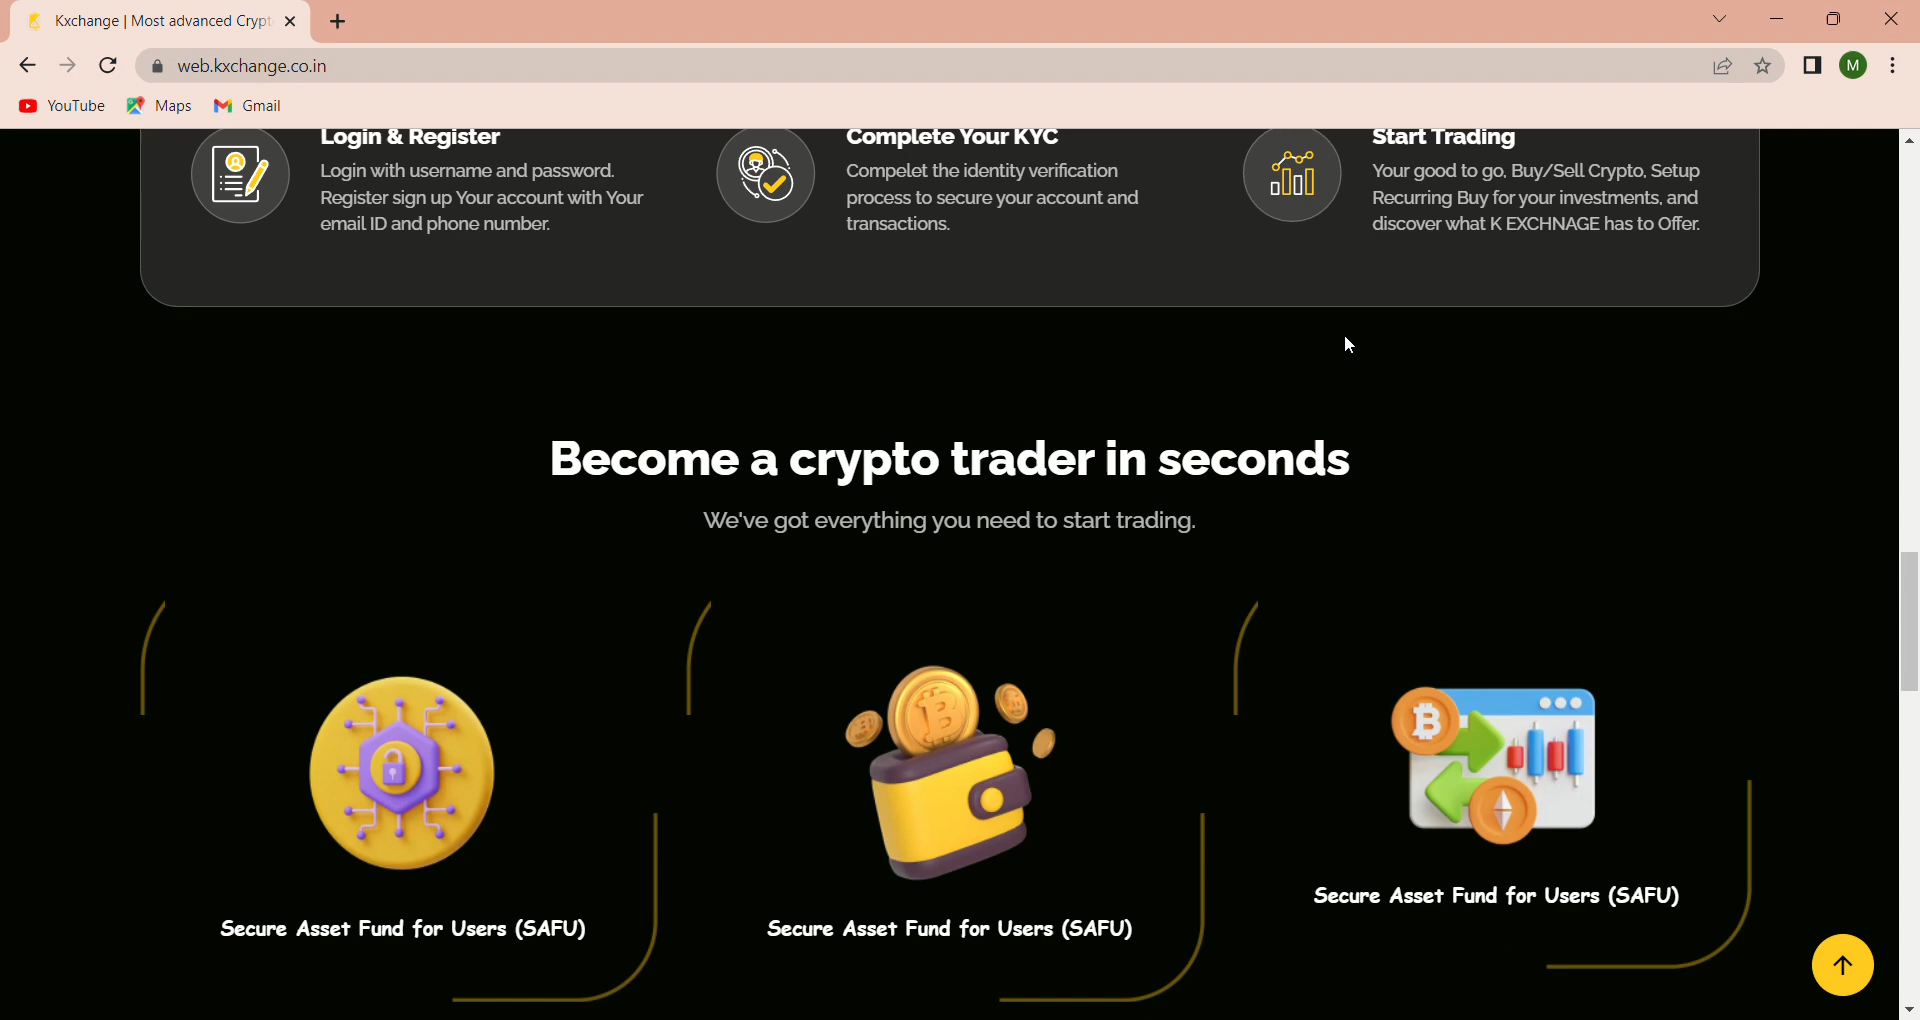 Kxchange | Most advanced Crypt
web.kxchange.co.in
M
YouTube
Maps
Gmail
Login & Register
Login with username and password.
Register sign up Your account with Your
email ID and phone number.
Complete Your KYC
Compelet the identity verification
process to secure your account and
transactions.
Start Trading
Your good to go, Buy/Sell Crypto, Setup
Recurring Buy for your investments, and
discover what K EXCHNAGE has to Offer.
Become a crypto trader in seconds
We've got everything you need to start trading.
Secure Asset Fund for Users (SAFU)
Secure Asset Fund for Users (SAFU)
Secure Asset Fund for Users (SAFU)